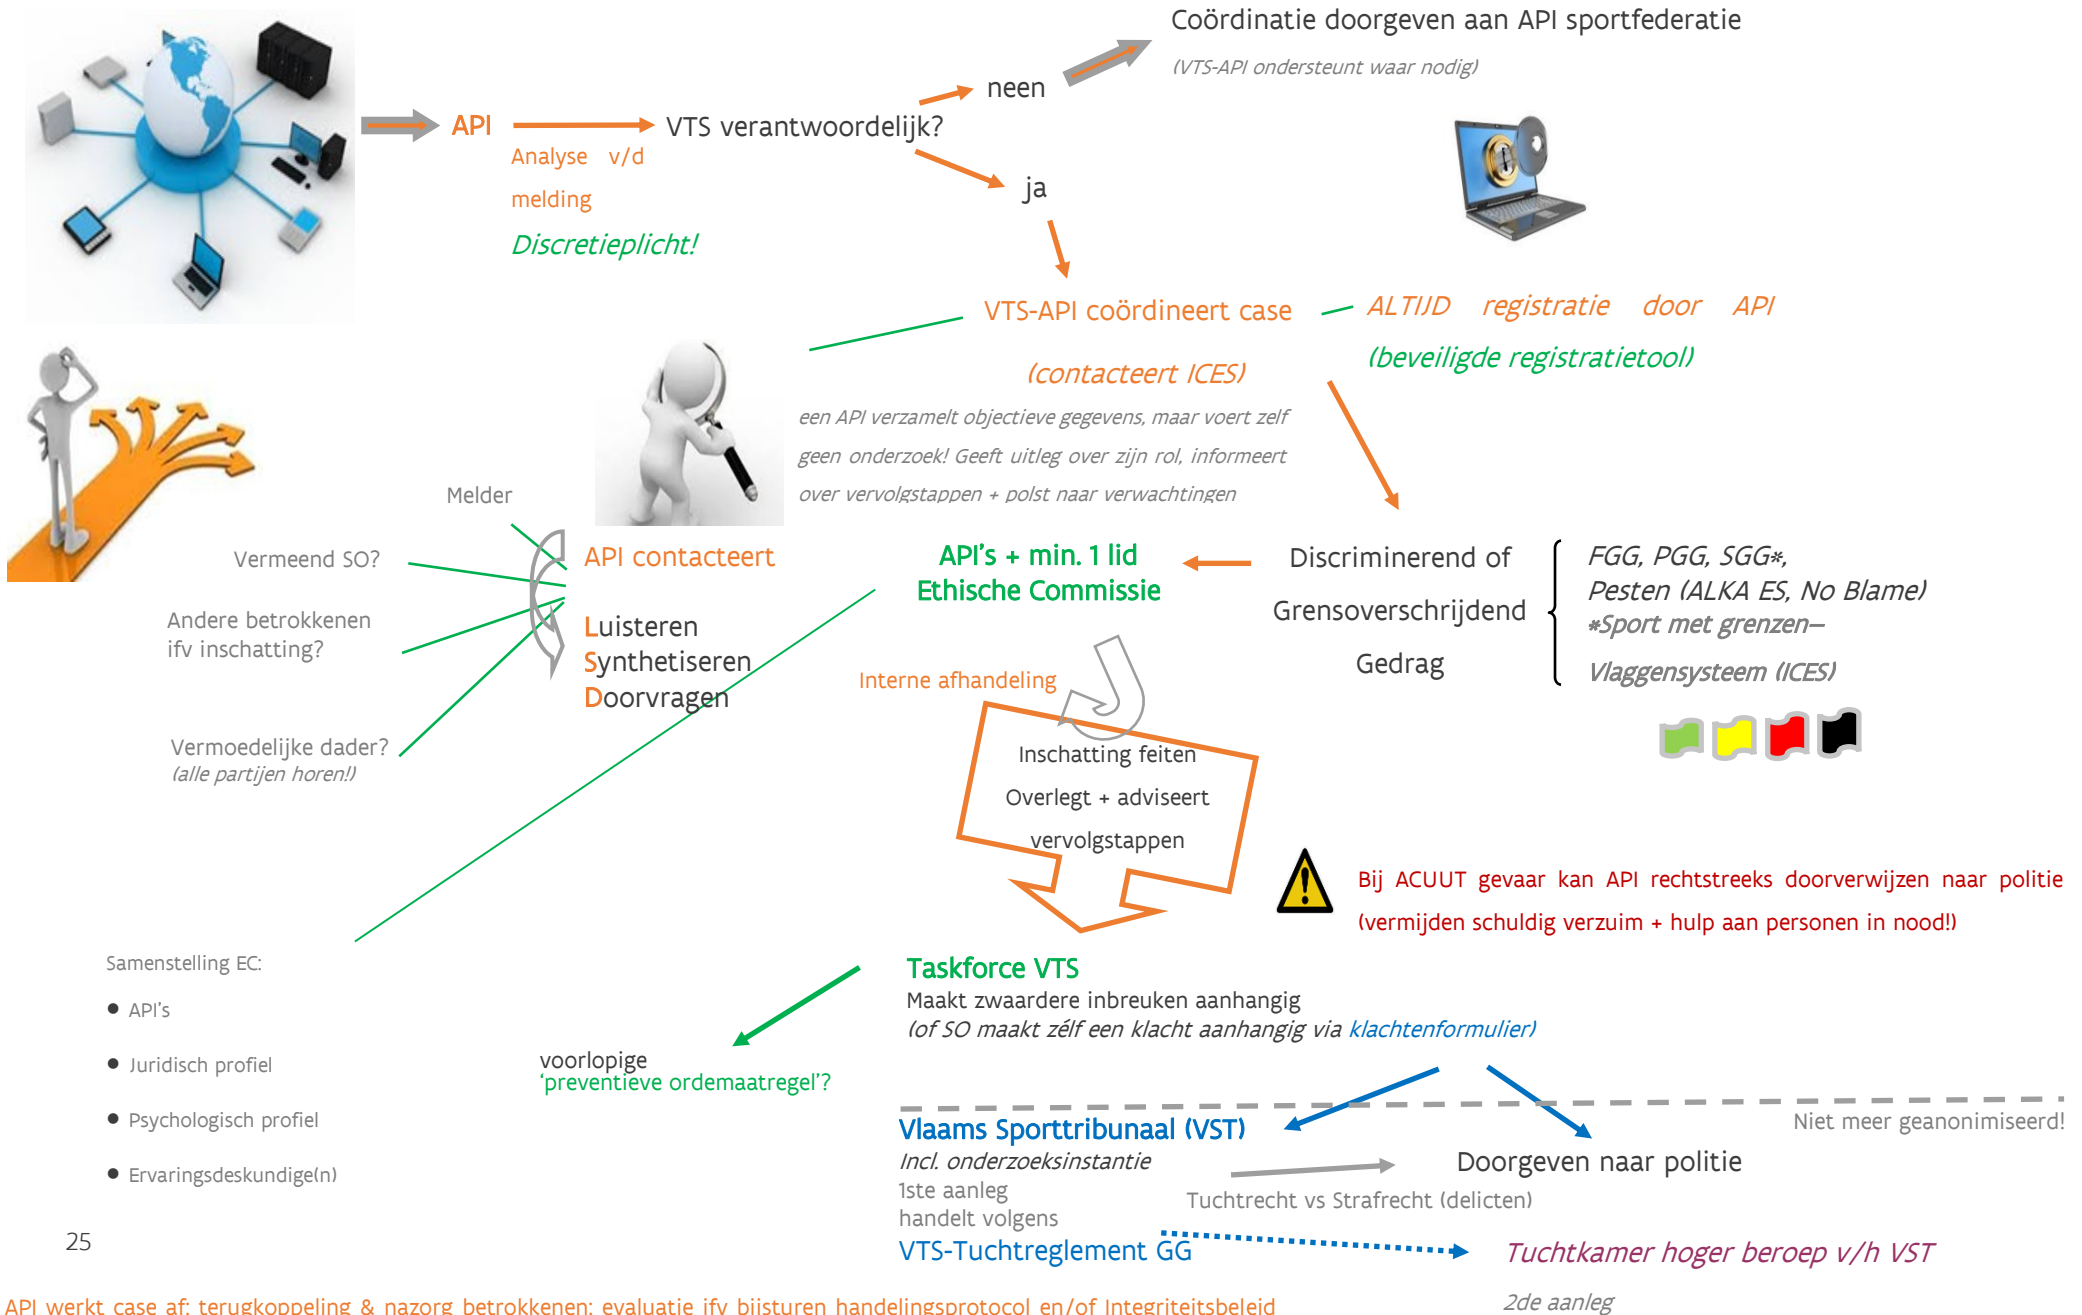 Coördinatie doorgeven aan API sportfederatie
(VTS-API ondersteunt waar nodig)
neen
API
VTS verantwoordelijk?
Analyse v/d
melding
Discretieplicht!
ja
VTS-API coördineert case
(contacteert ICES)
ALTIJD registratie door API
(beveiligde registratietool)
een API verzamelt objectieve gegevens, maar voert zelf
geen onderzoek! Geeft uitleg over zijn rol, informeert
over vervolgstappen + polst naar verwachtingen
Melder
Vermeend SO?
Andere betrokkenen
ifv inschatting?
Vermoedelijke dader?
(alle partijen horen!)
API contacteert
Luisteren
Synthetiseren
Doorvragen
API's + min. 1 lid
Ethische Commissie
Discriminerend of
Grensoverschrijdend
Gedrag
FGG, PGG, SGG*,
Pesten (ALKA ES, No Blame)
*Sport met grenzen–
Vlaggensysteem (ICES)
Interne afhandeling
Inschatting feiten
Overlegt + adviseert
vervolgstappen
Bij ACUUT gevaar kan API rechtstreeks doorverwijzen naar politie
(vermijden schuldig verzuim + hulp aan personen in nood!)
Samenstelling EC:
● API's
● Juridisch profiel
● Psychologisch profiel
● Ervaringsdeskundige(n)
Taskforce VTS
Maakt zwaardere inbreuken aanhangig
(of SO maakt zélf een klacht aanhangig via klachtenformulier)
voorlopige
'preventieve ordemaatregel'?
Niet meer geanonimiseerd!
Vlaams Sporttribunaal (VST)
Incl. onderzoeksinstantie
1ste aanleg
handelt volgens
VTS-Tuchtreglement GG
Doorgeven naar politie
Tuchtrecht vs Strafrecht (delicten)
Tuchtkamer hoger beroep v/h VST
2de aanleg
25
API werkt case af: terugkoppeling & nazorg betrokkenen; evaluatie ifv bijsturen handelingsprotocol en/of Integriteitsbeleid